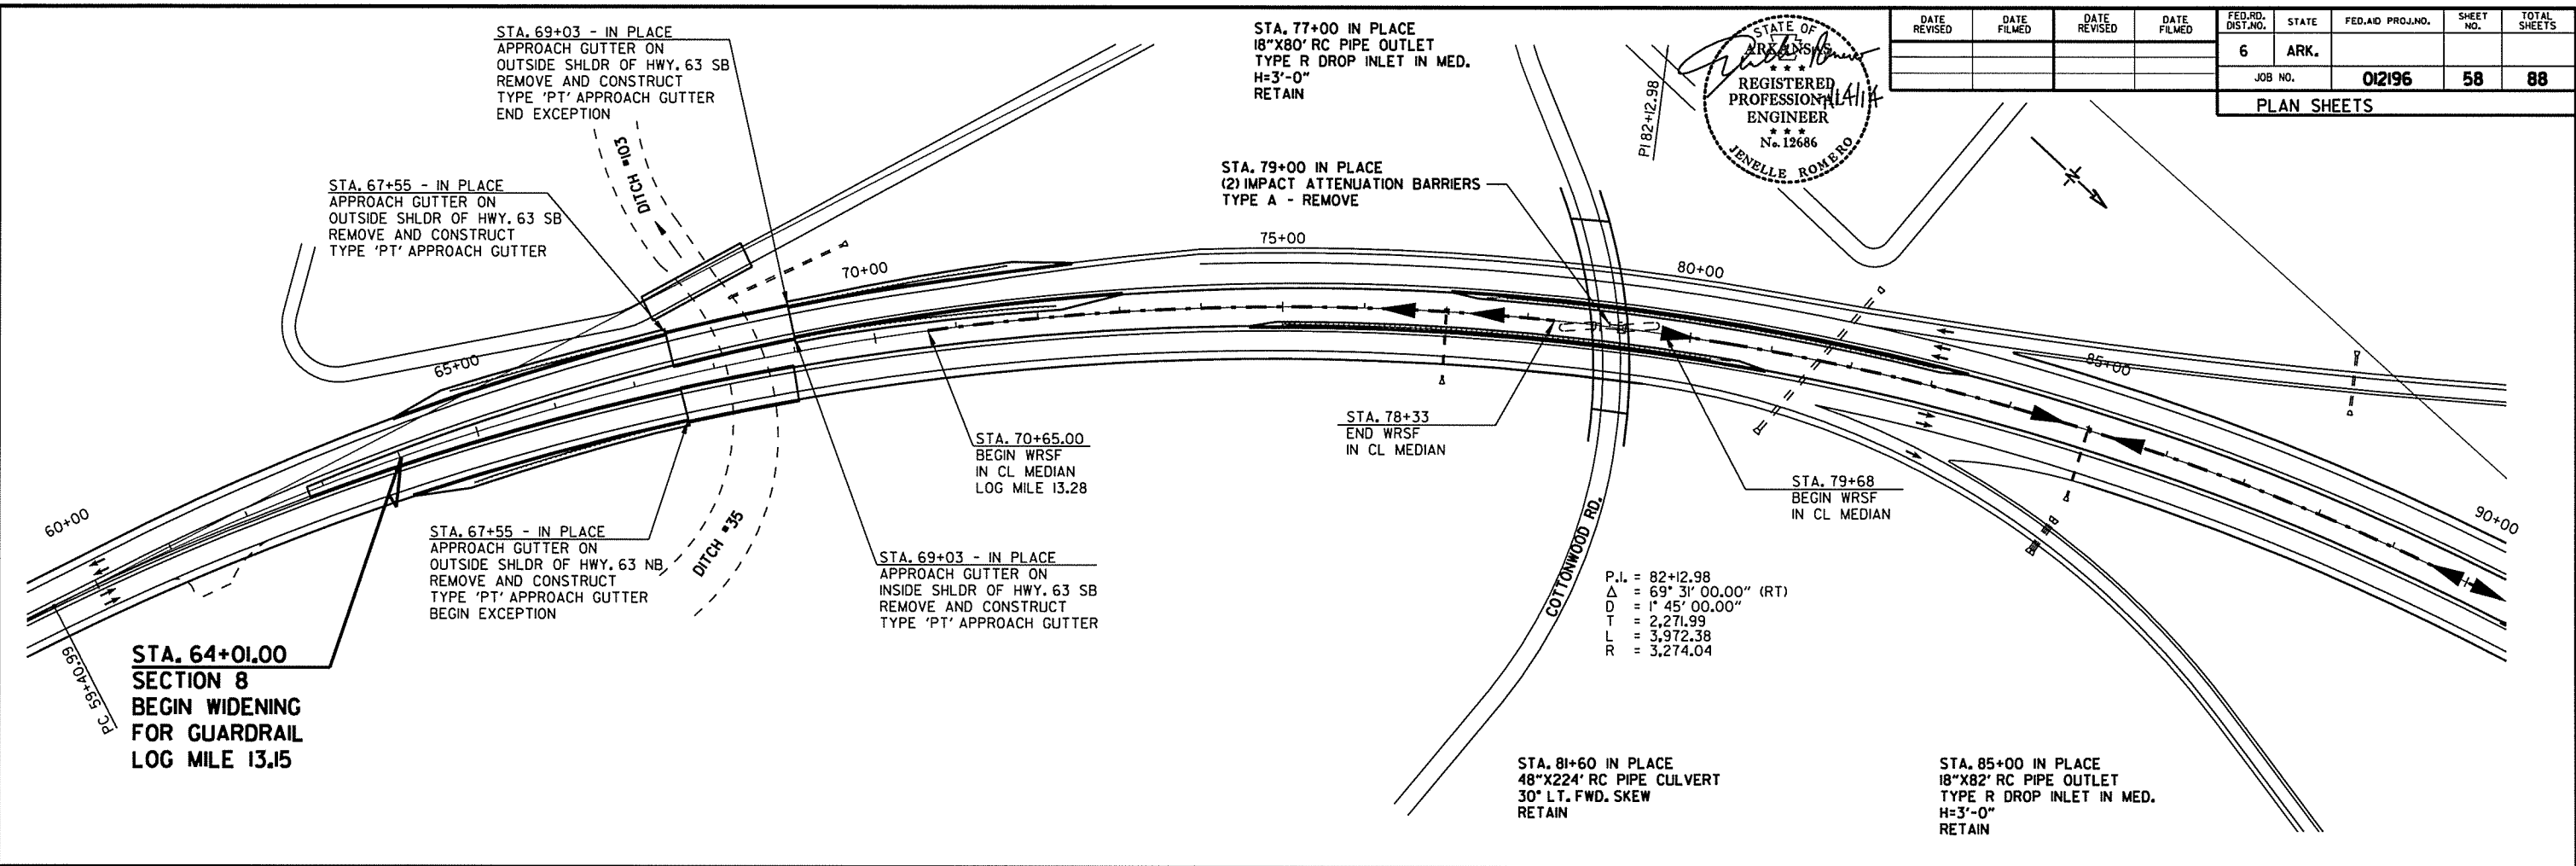 STA. 69+03 - IN PLACE
APPROACH GUTTER ON
OUTSIDE SHLDR OF HWY. 63 SB
REMOVE AND CONSTRUCT
TYPE 'PT' APPROACH GUTTER
END EXCEPTION
STA. 77+00 IN PLACE
18"X80' RC PIPE OUTLET
TYPE R DROP INLET IN MED.
H=3'-0"
RETAIN
STATE OF
ARKANSAS
★ ★ ★
REGISTERED
PROFESSIONAL
ENGINEER
★ ★ ★
No. 12686
JENELLE ROMERO
DATE REVISED
DATE FILMED
DATE REVISED
DATE FILMED
FED.RD. DIST.NO.
STATE
FED.AID PROJ.NO.
SHEET NO.
TOTAL SHEETS
6
ARK.
JOB NO.
012196
58
88
PLAN SHEETS
PI 82+12.98
N
STA. 67+55 - IN PLACE
APPROACH GUTTER ON
OUTSIDE SHLDR OF HWY. 63 SB
REMOVE AND CONSTRUCT
TYPE 'PT' APPROACH GUTTER
DITCH #103
STA. 79+00 IN PLACE
(2) IMPACT ATTENUATION BARRIERS
TYPE A - REMOVE
60+00
65+00
70+00
75+00
80+00
85+00
90+00
STA. 70+65.00
BEGIN WRSF
IN CL MEDIAN
LOG MILE 13.28
STA. 78+33
END WRSF
IN CL MEDIAN
STA. 79+68
BEGIN WRSF
IN CL MEDIAN
STA. 67+55 - IN PLACE
APPROACH GUTTER ON
OUTSIDE SHLDR OF HWY. 63 NB
REMOVE AND CONSTRUCT
TYPE 'PT' APPROACH GUTTER
BEGIN EXCEPTION
DITCH #35
STA. 69+03 - IN PLACE
APPROACH GUTTER ON
INSIDE SHLDR OF HWY. 63 SB
REMOVE AND CONSTRUCT
TYPE 'PT' APPROACH GUTTER
COTTONWOOD RD.
P.I. = 82+12.98
Δ = 69° 31' 00.00" (RT)
D = 1° 45' 00.00"
T = 2,271.99
L = 3,972.38
R = 3,274.04
PC 59+40.99
STA. 64+01.00
SECTION 8
BEGIN WIDENING
FOR GUARDRAIL
LOG MILE 13.15
STA. 81+60 IN PLACE
48"X224' RC PIPE CULVERT
30° LT. FWD. SKEW
RETAIN
STA. 85+00 IN PLACE
18"X82' RC PIPE OUTLET
TYPE R DROP INLET IN MED.
H=3'-0"
RETAIN